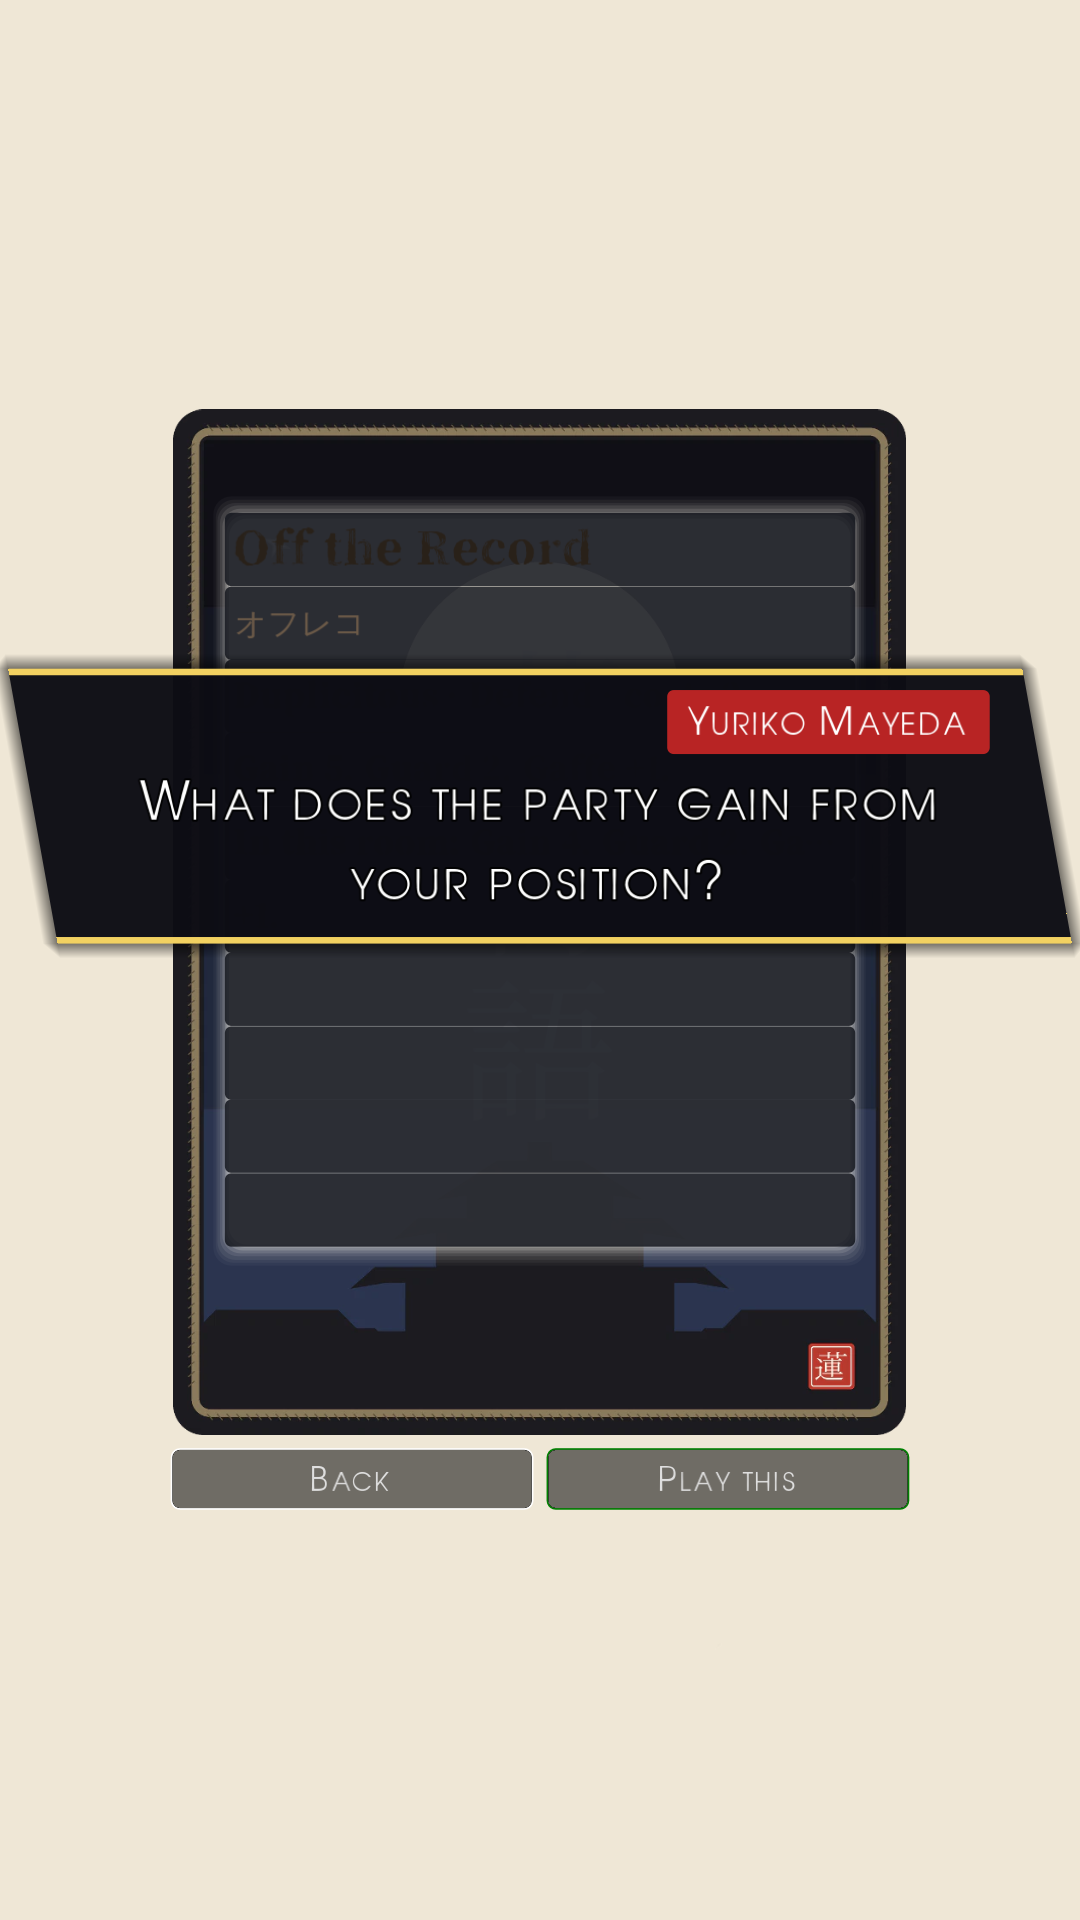 Off the Record
オフレコ
Yuriko Mayeda
What does the party gain from
your position?
語
蓮
Back
Play this